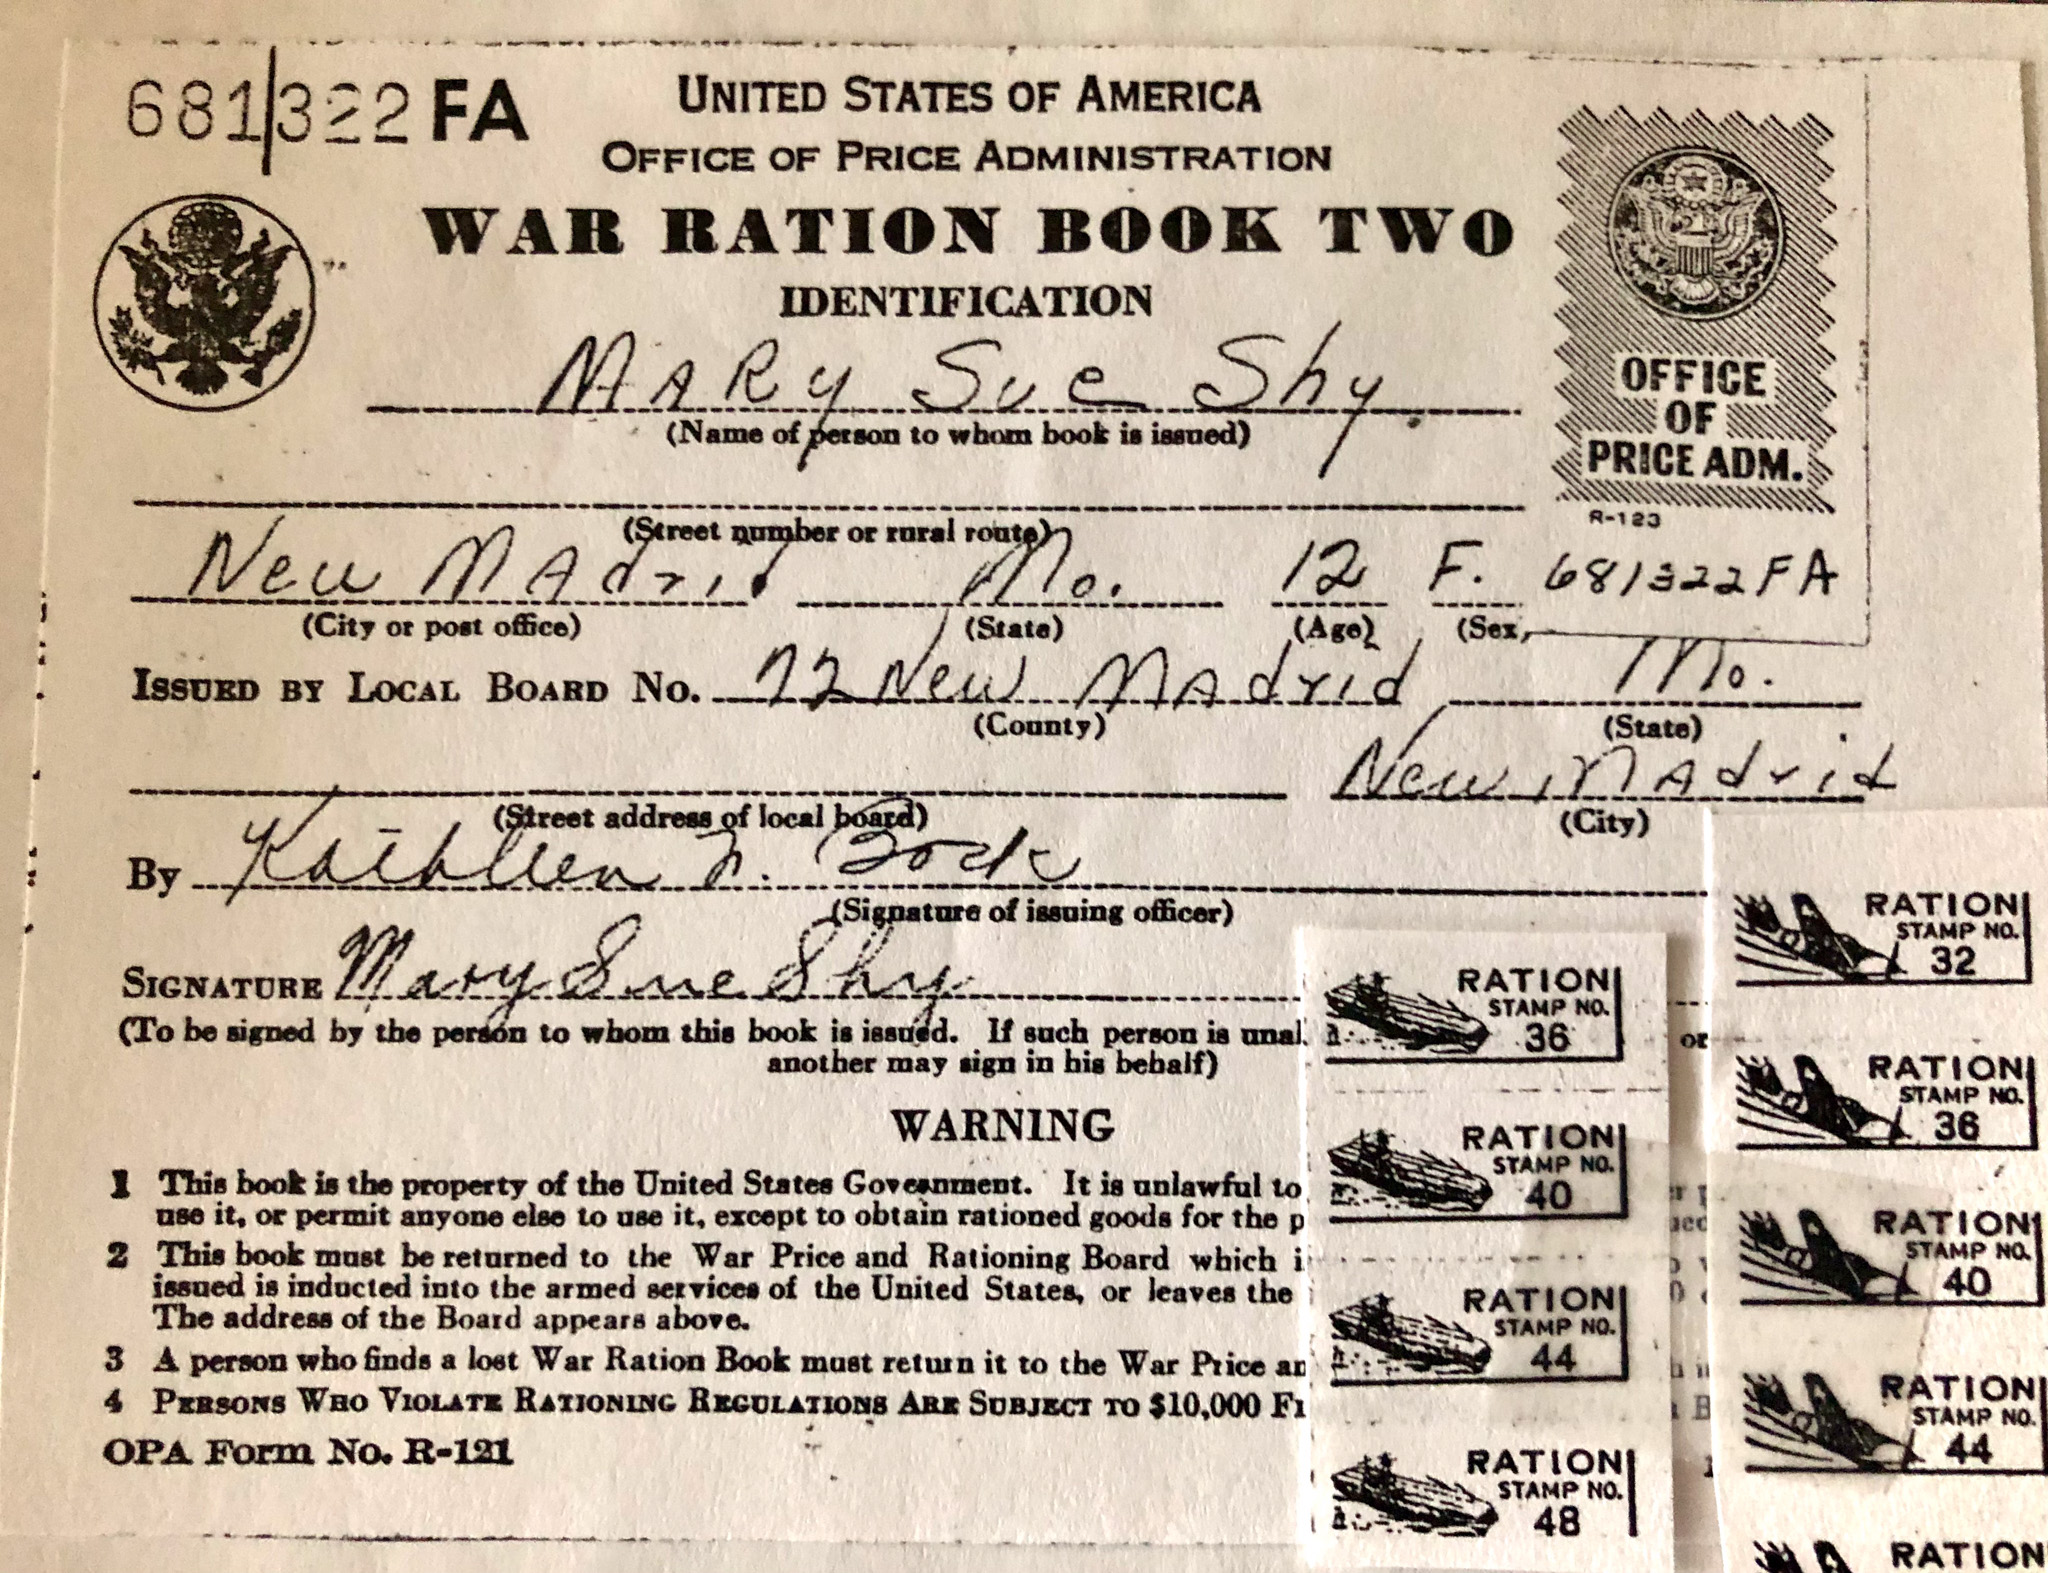 681322 FA
UNITED STATES OF AMERICA
OFFICE OF PRICE ADMINISTRATION
WAR RATION BOOK TWO
IDENTIFICATION
OFFICE
OF
PRICE ADM.
R-123
681322FA
MARy Sue Shy.
(Name of person to whom book is issued)
(Street number or rural route)
New MAdrid Mo. 12 F.
(City or post office) (State) (Age) (Sex)
ISSUED BY LOCAL BOARD NO. 72 New MAdrid Mo.
(County) (State)
New MAdrid
(Street address of local board) (City)
By Kathleen Bock
(Signature of issuing officer)
SIGNATURE Mary Sue Shy
(To be signed by the person to whom this book is issued. If such person is una
or
another may sign in his behalf)
WARNING
1 This book is the property of the United States Government. It is unlawful to
use it, or permit anyone else to use it, except to obtain rationed goods for the p
2 This book must be returned to the War Price and Rationing Board which i
issued is inducted into the armed services of the United States, or leaves the
The address of the Board appears above.
3 A person who finds a lost War Ration Book must return it to the War Price an
4 PERSONS WHO VIOLATE RATIONING REGULATIONS ARE SUBJECT TO $10,000 FI
OPA Form No. R-121
RATION
STAMP NO.
36
RATION
STAMP NO.
40
RATION
STAMP NO.
44
RATION
STAMP NO.
48
RATION
STAMP NO.
32
RATION
STAMP NO.
36
RATION
STAMP NO.
40
RATION
STAMP NO.
44
RATION